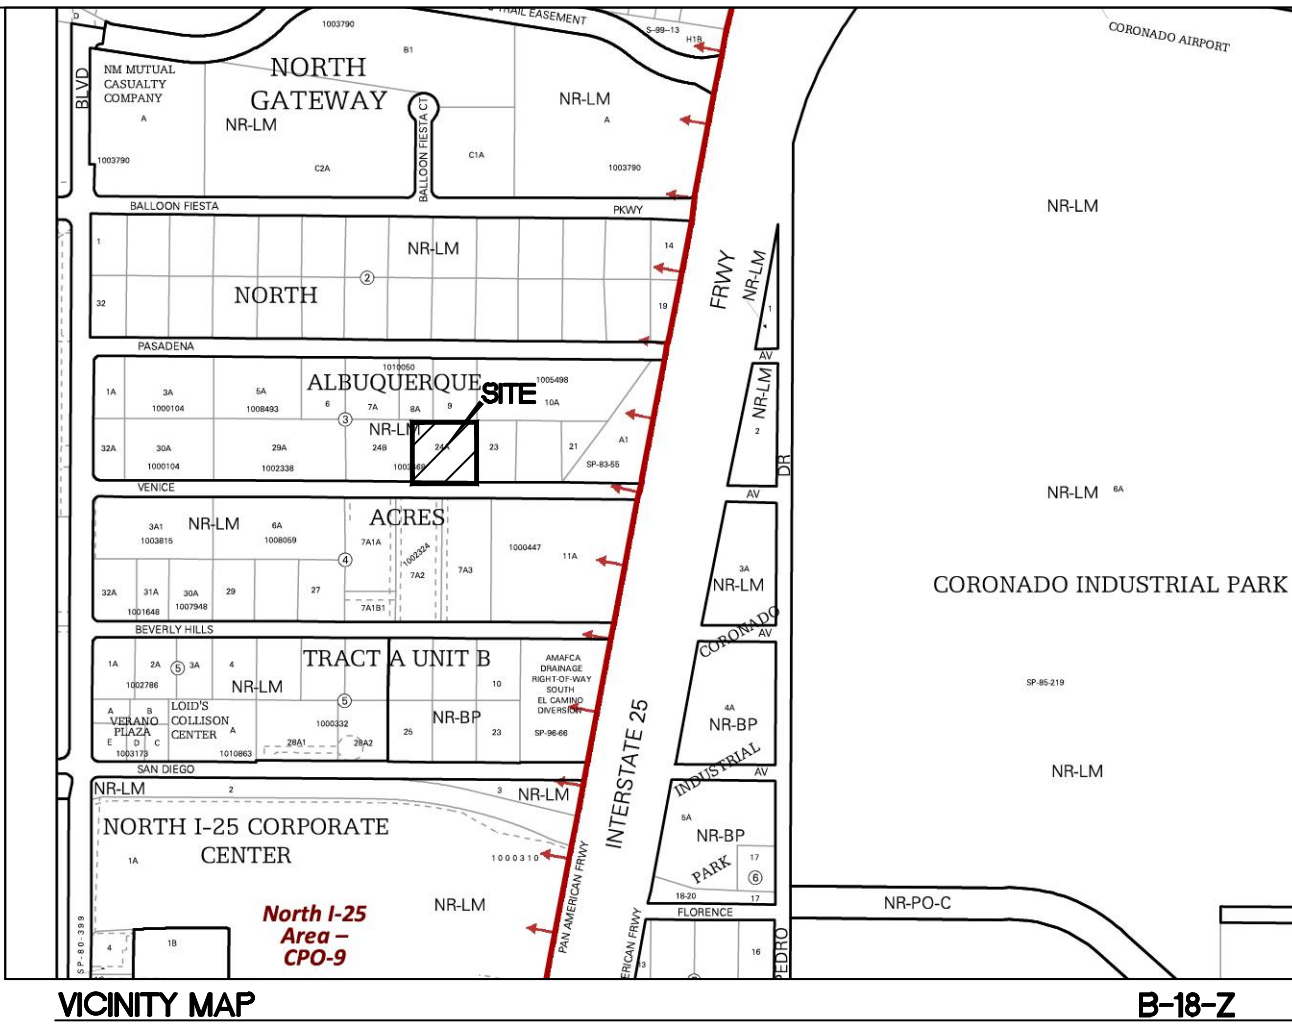 D
1003790
TRAIL EASEMENT
S-99--13
H1B
CORONADO AIRPORT
B1
BLVD
NM MUTUAL
CASUALTY
COMPANY
A
1003790
NORTH
GATEWAY
NR-LM
C2A
BALLOON FIESTA CT
C1A
NR-LM
A
1003790
NR-LM
BALLOON FIESTA
PKWY
1
NR-LM
14
2
32
NORTH
19
FRWY
NR-LM
1
PASADENA
AV
1A
3A
1000104
5A
1008493
ALBUQUERQUE
6
1010050
7A
8A
9
1005498
10A
SITE
3
NR-LM
NR-LM
2
32A
30A
1000104
29A
1002338
24B
24A
23
21
A1
SP-83-55
DR
VENICE
AV
NR-LM
6A
3A1
1003815
NR-LM
6A
1008059
ACRES
7A1A
1002324
7A2
7A3
1000447
11A
4
3A
NR-LM
CORONADO INDUSTRIAL PARK
32A
31A
1001648
30A
1007948
29
27
7A1B1
BEVERLY HILLS
CORONADO
AV
1A
2A
1002786
5
3A
4
NR-LM
TRACT A UNIT B
5
10
AMAFCA
DRAINAGE
RIGHT-OF-WAY
SOUTH
EL CAMINO
DIVERSION
SP-96-66
SP-85-219
A
B
VERANO
PLAZA
E
D
C
1003173
LOID'S
COLLISON
CENTER
A
1010863
28A1
1000332
28A2
25
NR-BP
23
4A
NR-BP
SAN DIEGO
INDUSTRIAL
AV
NR-LM
NR-LM
2
3
NR-LM
INTERSTATE 25
NORTH I-25 CORPORATE
CENTER
1A
1000310
5A
NR-BP
PARK
17
6
18-20
17
PAN AMERICAN FRWY
NR-LM
NR-PO-C
FLORENCE
North I-25
Area –
CPO-9
SP-80-399
4
1B
ERICAN FRWY
13
16
PEDRO
VICINITY MAP
B-18-Z